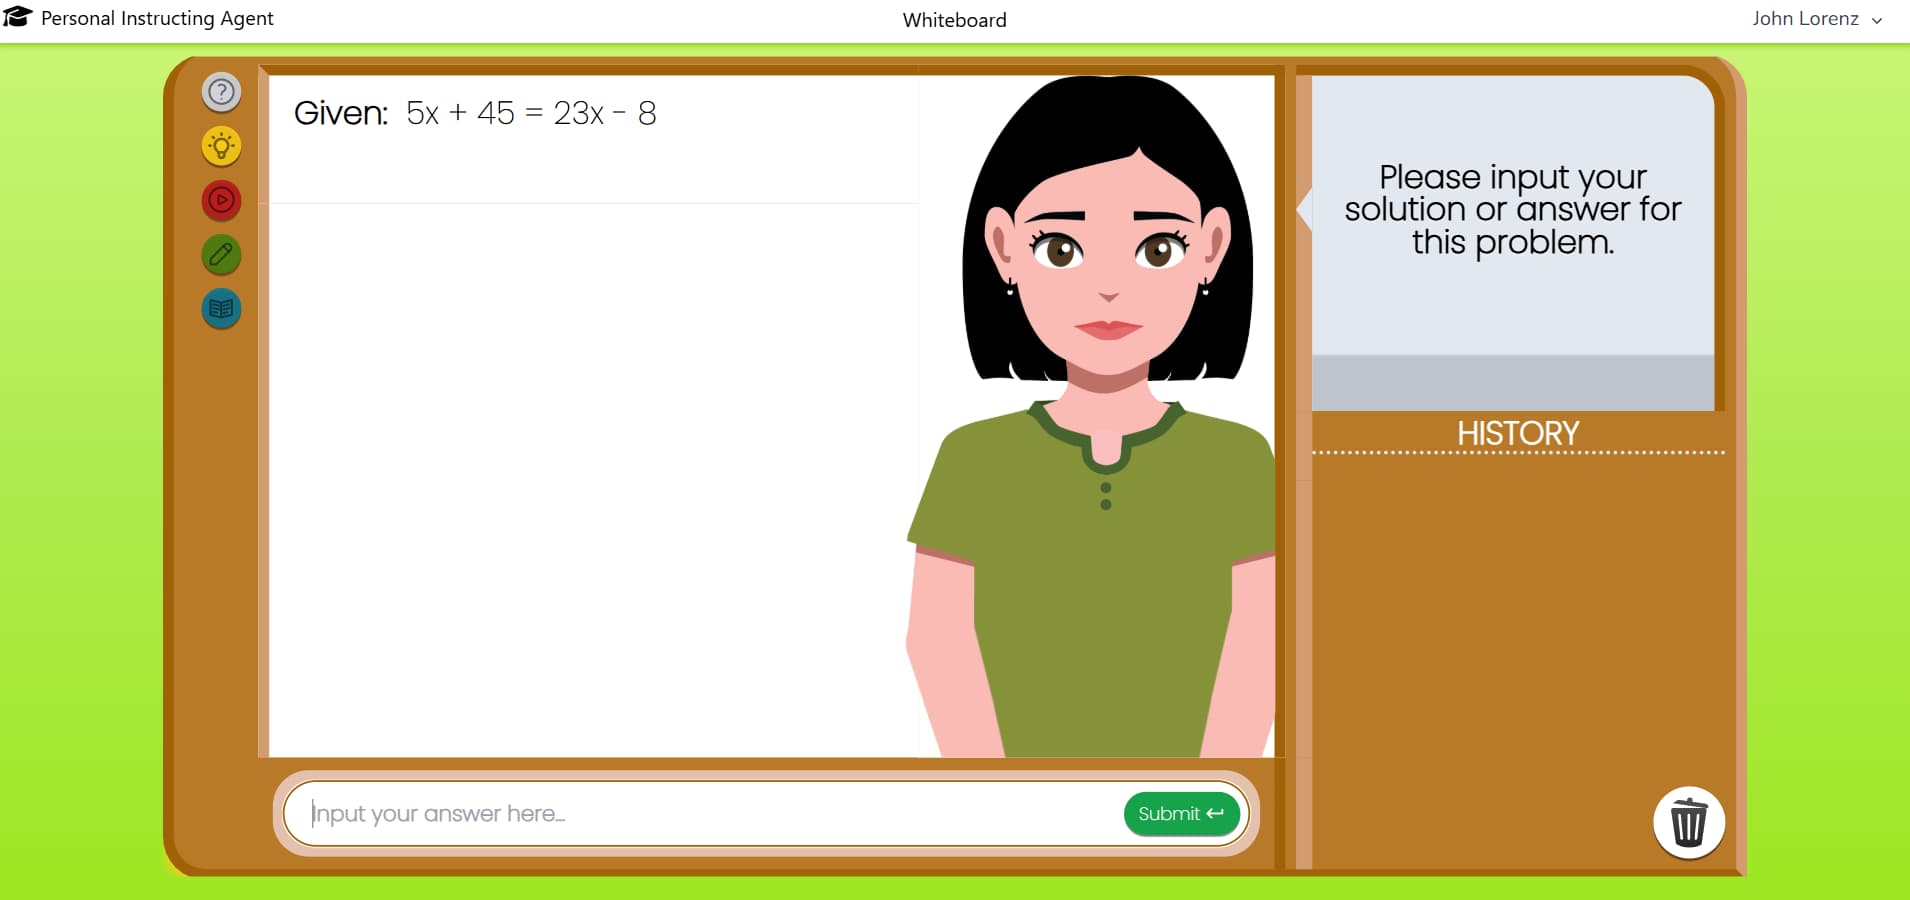 Personal Instructing Agent
Whiteboard
John Lorenz
Given: 5x + 45 = 23x - 8
Please input your
solution or answer for
this problem.
HISTORY
Input your answer here...
Submit